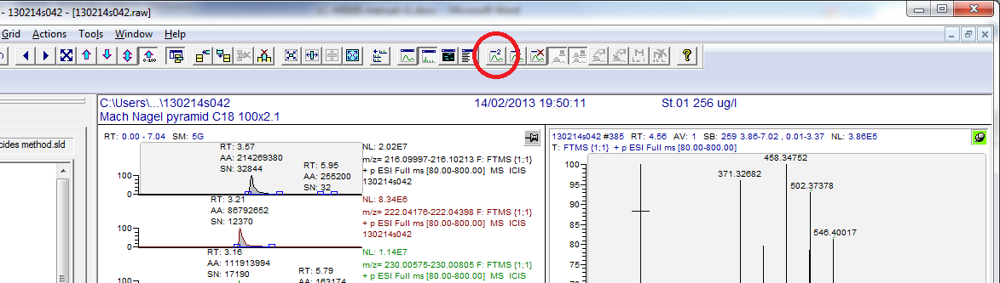 - 130214s042 - [130214s042.raw]
Grid Actions Tools Window Help
C:\Users\...\130214s042 14/02/2013 19:50:11 St.01 256 ug/l
Mach Nagel pyramid C18 100x2.1
cides method.sld
RT: 0.00 - 7.04 SM: 5G
RT: 3.57
AA: 214269380
SN: 32844
RT: 5.95
AA: 255200
SN: 32
100
0
NL: 2.02E7
m/z= 216.09997-216.10213 F: FTMS {1;1}
+ p ESI Full ms [80.00-800.00] MS ICIS
130214s042
RT: 3.21
AA: 86792652
SN: 12370
100
0
NL: 8.34E6
m/z= 222.04176-222.04398 F: FTMS {1;1}
+ p ESI Full ms [80.00-800.00] MS ICIS
130214s042
RT: 3.16
AA: 111913994
SN: 17190
RT: 5.79
AA: 163174
100
NL: 1.14E7
m/z= 230.00575-230.00805 F: FTMS {1;1}
+ p ESI Full ms [80.00-800.00] MS ICIS
130214s042 #385 RT: 4.56 AV: 1 SB: 259 3.86-7.02 , 0.01-3.37 NL: 3.86E5
T: FTMS {1;1} + p ESI Full ms [80.00-800.00]
458.34752
371.32682
502.37378
546.40017
100
95
90
85
80
75
70